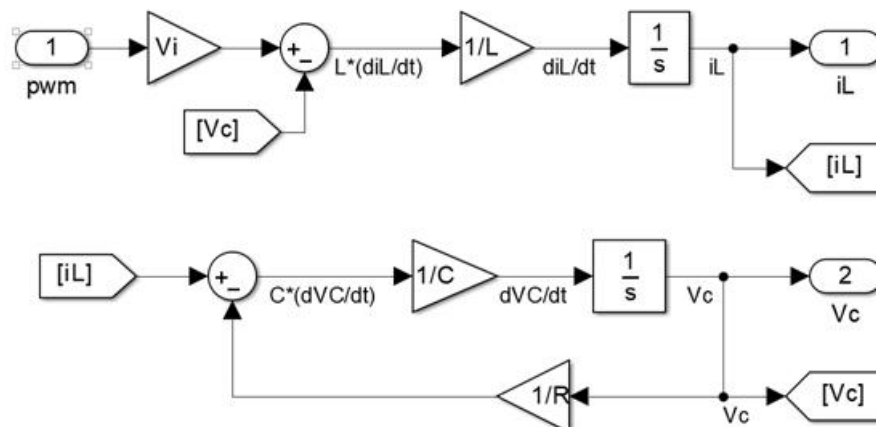 1
pwm
Vi
+
−
L*(diL/dt)
1/L
diL/dt
1
s
iL
1
iL
[Vc]
[iL]
[iL]
+
−
C*(dVC/dt)
1/C
dVC/dt
1
s
Vc
2
Vc
1/R
Vc
[Vc]